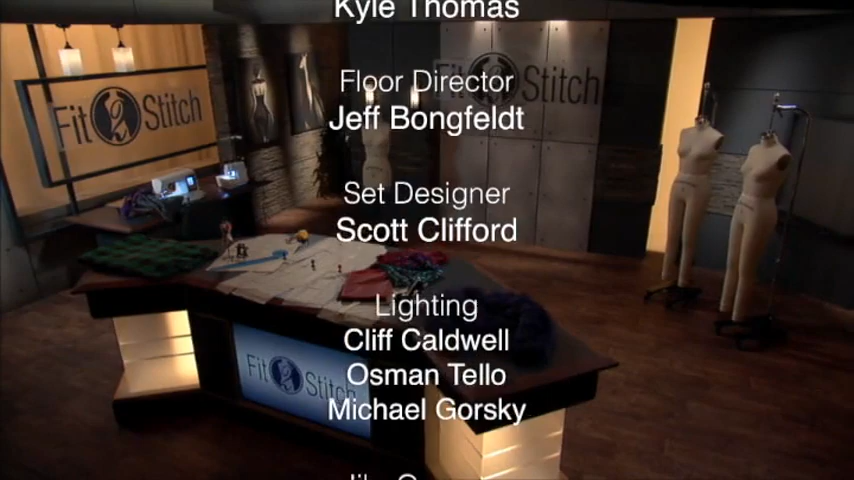 Kyle Thomas
Floor Director
Jeff Bongfeldt
Set Designer
Scott Clifford
Lighting
Cliff Caldwell
Osman Tello
Michael Gorsky
Fit 2 Stitch
Fit 2 Stitch
Fit 2 Stitch